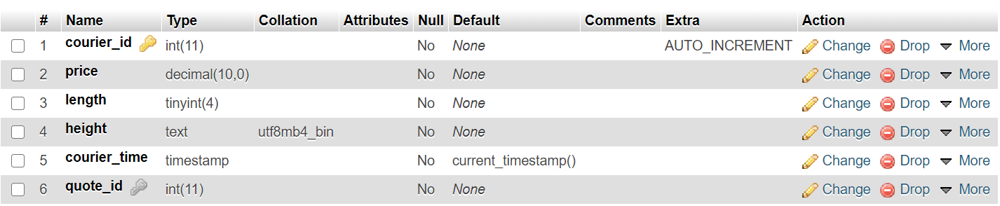 # Name Type Collation Attributes Null Default Comments Extra Action
1 courier_id int(11) No None AUTO_INCREMENT Change Drop More
2 price decimal(10,0) No None Change Drop More
3 length tinyint(4) No None Change Drop More
4 height text utf8mb4_bin No None Change Drop More
5 courier_time timestamp No current_timestamp() Change Drop More
6 quote_id int(11) No None Change Drop More